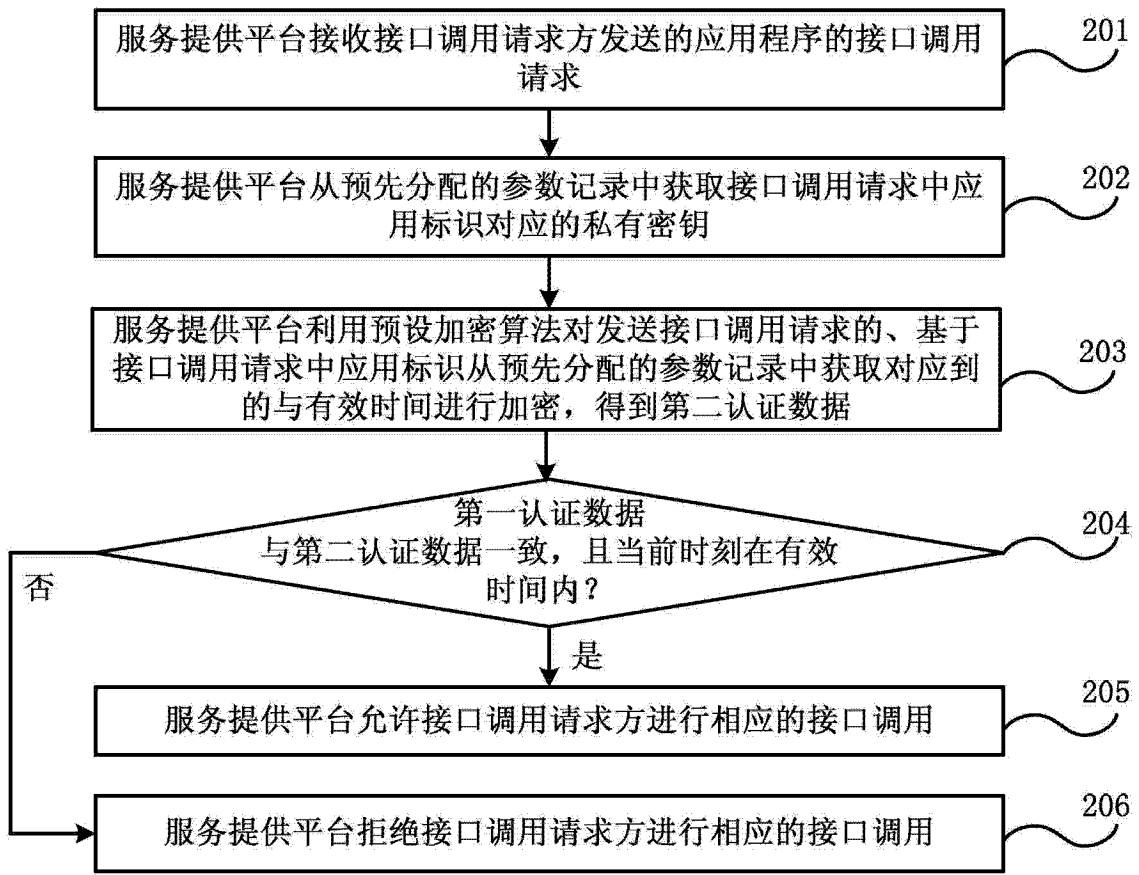 服务提供平台接收接口调用请求方发送的应用程序的接口调用
请求
201
服务提供平台从预先分配的参数记录中获取接口调用请求中应
用标识对应的私有密钥
202
服务提供平台利用预设加密算法对发送接口调用请求的、基于
接口调用请求中应用标识从预先分配的参数记录中获取对应到
的与有效时间进行加密，得到第二认证数据
203
第一认证数据
与第二认证数据一致，且当前时刻在有效
时间内？
204
否
是
服务提供平台允许接口调用请求方进行相应的接口调用
205
服务提供平台拒绝接口调用请求方进行相应的接口调用
206